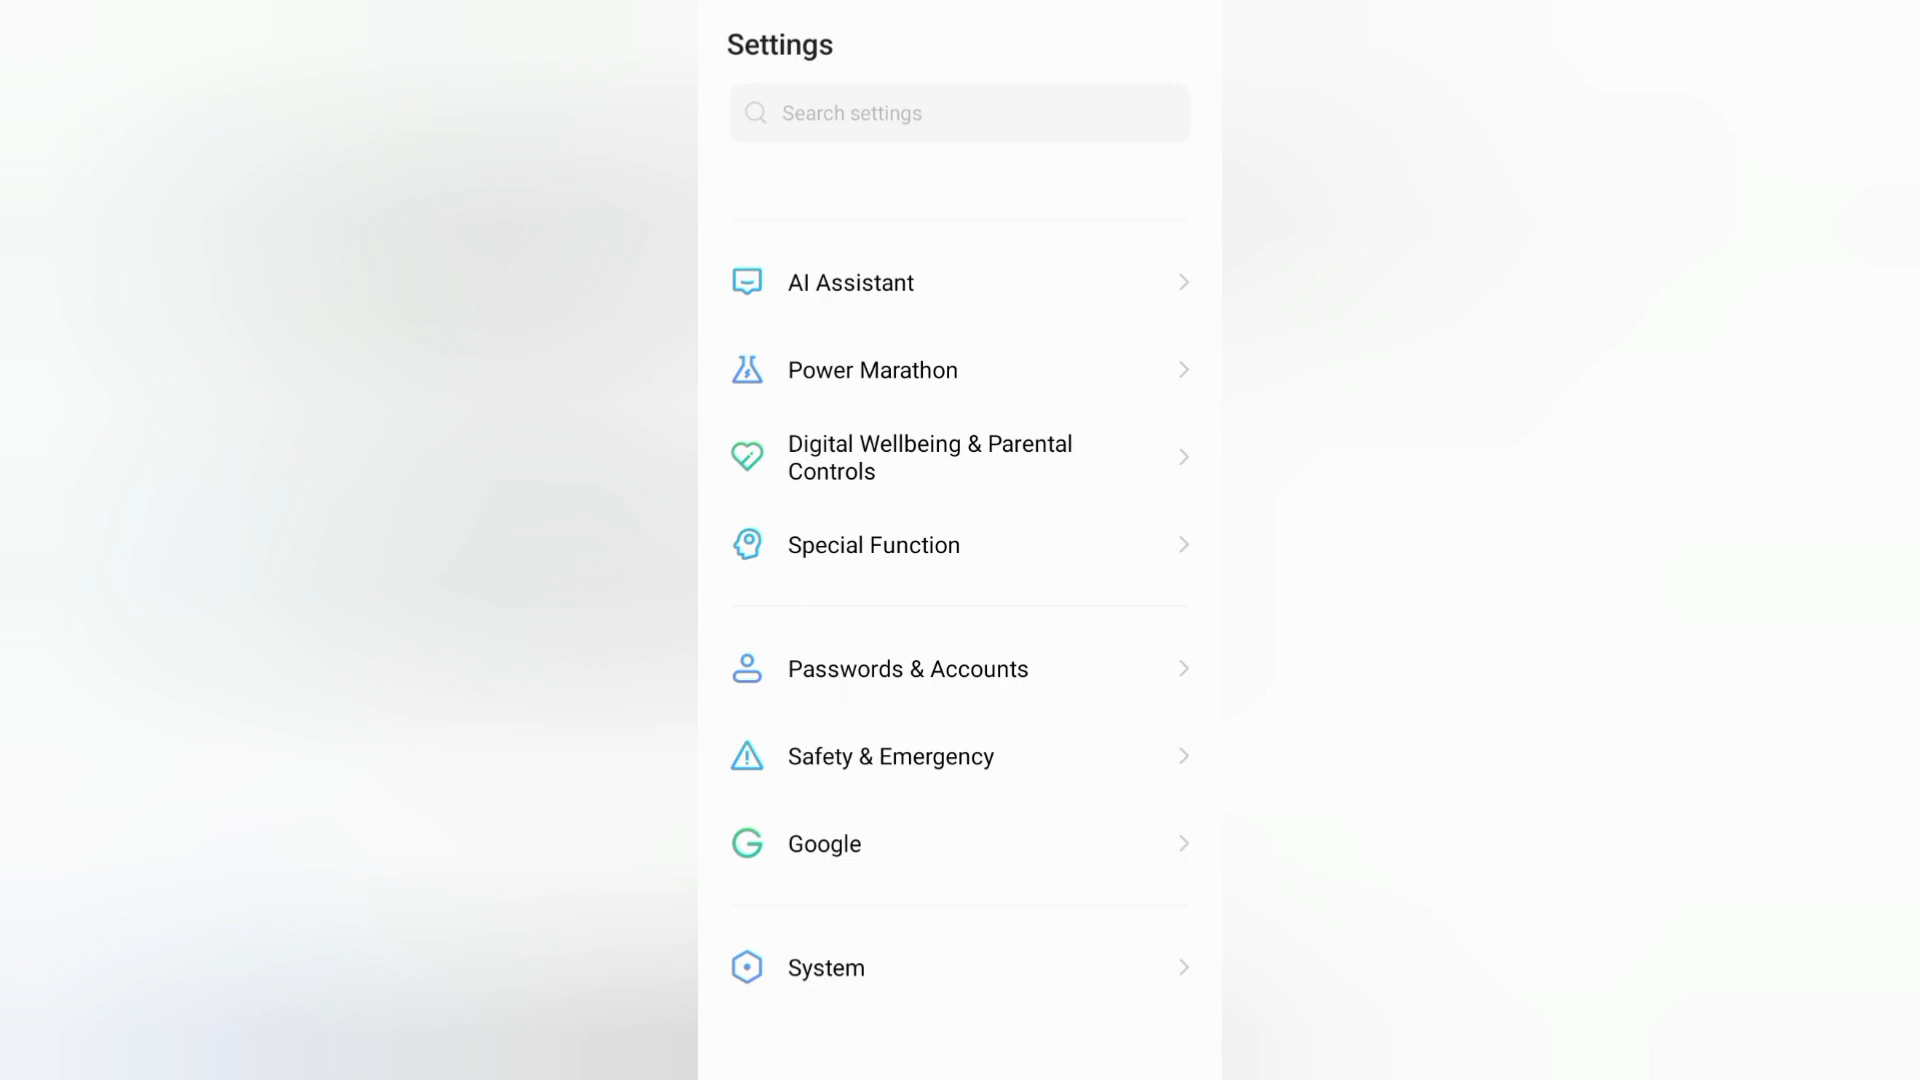 Settings
Search settings
AI Assistant
Power Marathon
Digital Wellbeing & Parental
Controls
Special Function
Passwords & Accounts
Safety & Emergency
Google
System